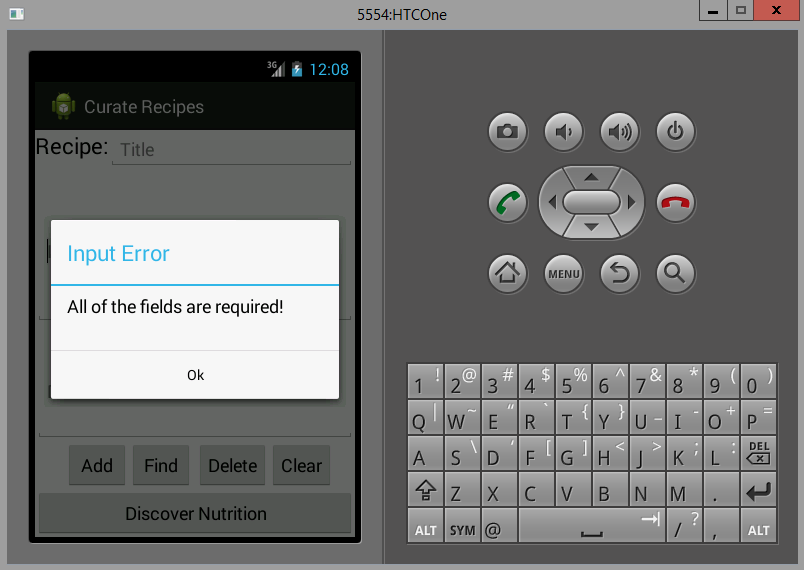 5554:HTCOne
3G 12:08
Curate Recipes
Recipe: Title
Input Error
All of the fields are required!
Ok
Add Find Delete Clear
Discover Nutrition
MENU
1 ! 2 @ 3 # 4 $ 5 % 6 ^ 7 & 8 * 9 ( 0 )
Q | W ~ E “ R ` T { Y } U _ I - O + P =
A S \ D ‘ F [ G ] H < J > K ; L : DEL
Z X C V B N M .
ALT SYM @ / ? , ALT